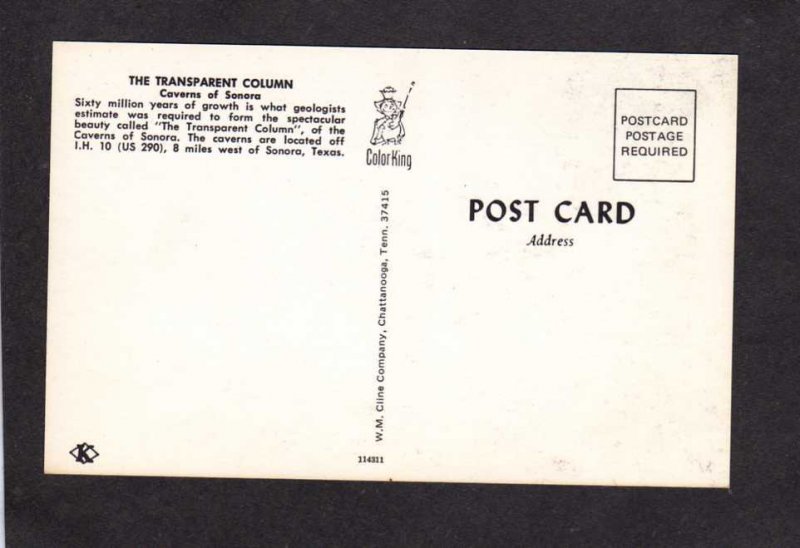 THE TRANSPARENT COLUMN
Caverns of Sonora
Sixty million years of growth is what geologists
estimate was required to form the spectacular
beauty called "The Transparent Column", of the
Caverns of Sonora. The caverns are located off
I.H. 10 (US 290), 8 miles west of Sonora, Texas.
ColorKing
W.M. Cline Company, Chattanooga, Tenn. 37415
POSTCARD
POSTAGE
REQUIRED
POST CARD
Address
K
114311